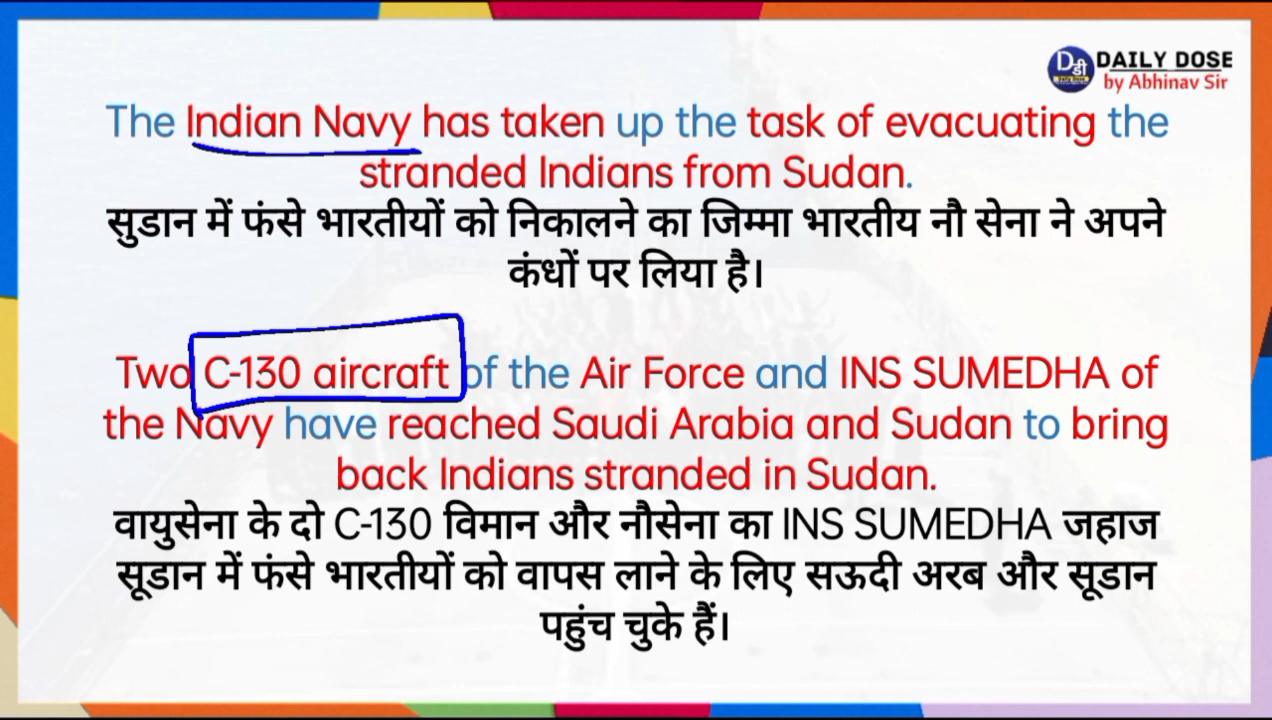 DAILY DOSE
by Abhinav Sir
The Indian Navy has taken up the task of evacuating the
stranded Indians from Sudan.
सुडान में फंसे भारतीयों को निकालने का जिम्मा भारतीय नौ सेना ने अपने
कंधों पर लिया है।
Two C-130 aircraft of the Air Force and INS SUMEDHA of
the Navy have reached Saudi Arabia and Sudan to bring
back Indians stranded in Sudan.
वायुसेना के दो C-130 विमान और नौसेना का INS SUMEDHA जहाज
सूडान में फंसे भारतीयों को वापस लाने के लिए सऊदी अरब और सूडान
पहुंच चुके हैं।